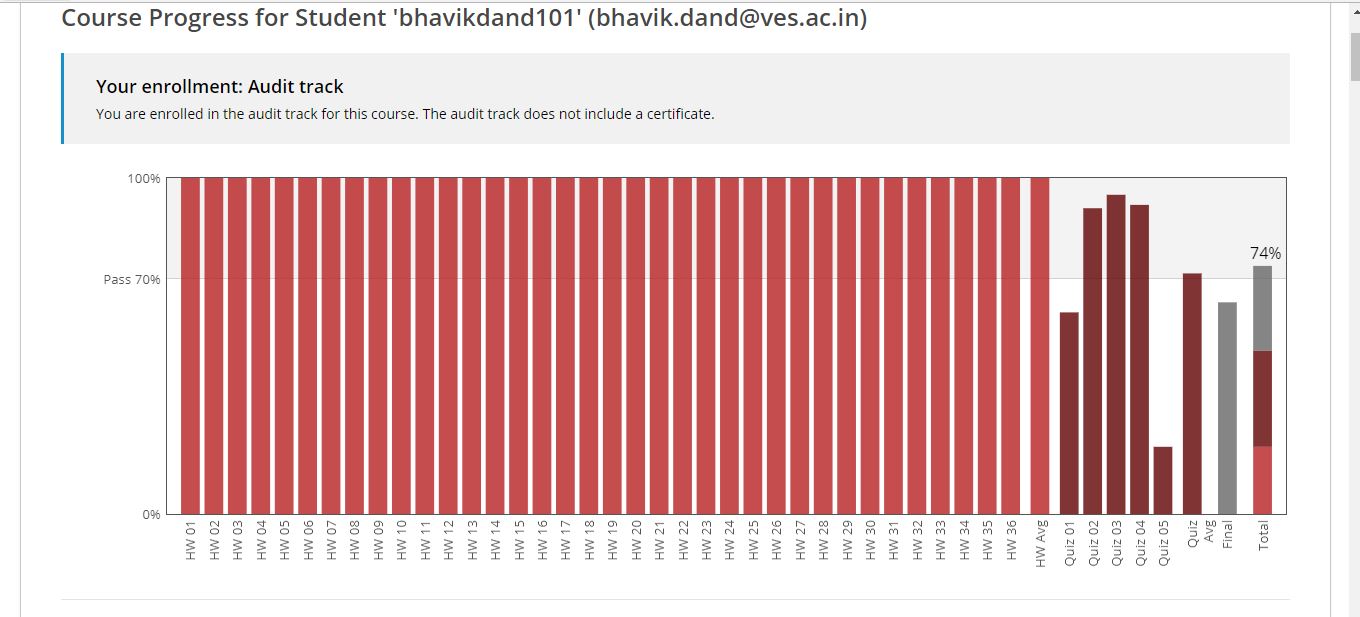 Course Progress for Student 'bhavikdand101' (bhavik.dand@ves.ac.in)
Your enrollment: Audit track
You are enrolled in the audit track for this course. The audit track does not include a certificate.
100%
74%
Pass 70%
0%
HW 01
HW 02
HW 03
HW 04
HW 05
HW 06
HW 07
HW 08
HW 09
HW 10
HW 11
HW 12
HW 13
HW 14
HW 15
HW 16
HW 17
HW 18
HW 19
HW 20
HW 21
HW 22
HW 23
HW 24
HW 25
HW 26
HW 27
HW 28
HW 29
HW 30
HW 31
HW 32
HW 33
HW 34
HW 35
HW 36
HW Avg
Quiz 01
Quiz 02
Quiz 03
Quiz 04
Quiz 05
Quiz
Avg
Final
Total